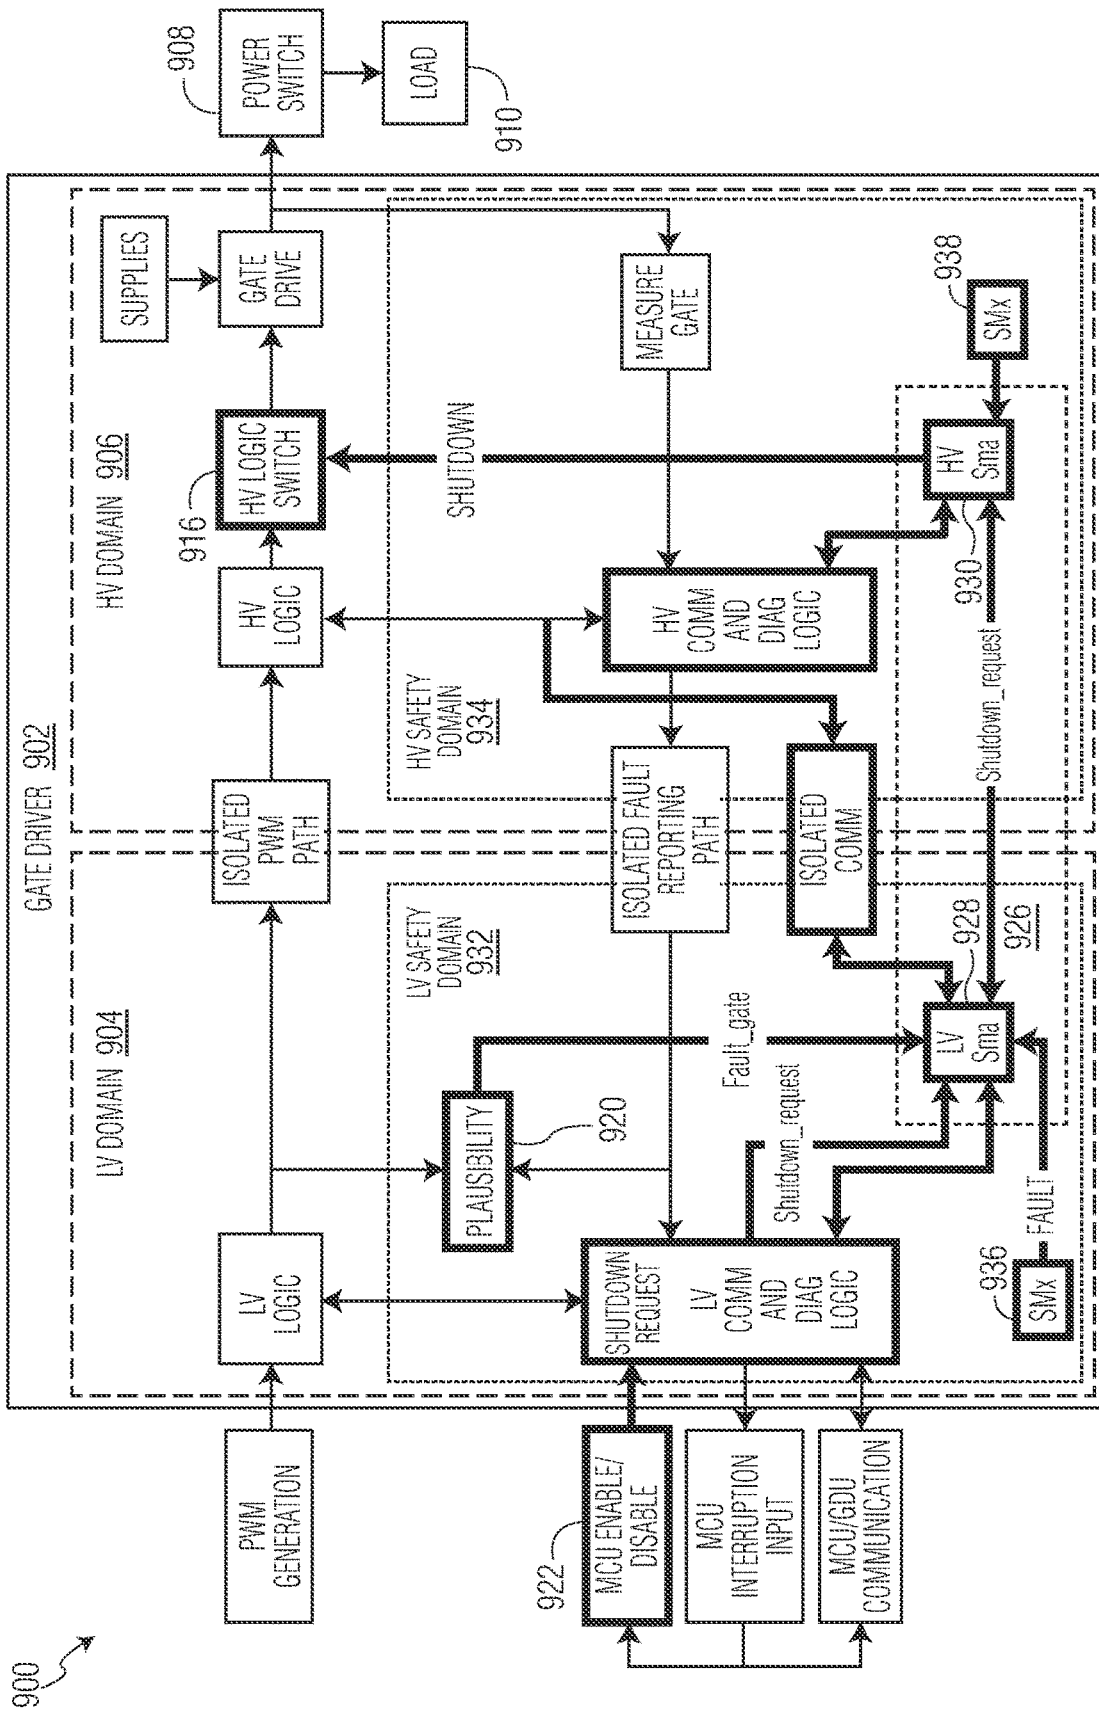 900
GATE DRIVER 902
LV DOMAIN 904
HV DOMAIN 906
PWM
GENERATION
LV
LOGIC
ISOLATED
PWM
PATH
HV
LOGIC
916
HV LOGIC
SWITCH
SUPPLIES
GATE
DRIVE
908
POWER
SWITCH
LOAD
910
LV SAFETY
DOMAIN
932
HV SAFETY
DOMAIN
934
SHUTDOWN
PLAUSIBILITY
920
Fault_gate
ISOLATED FAULT
REPORTING
PATH
HV
COMM
AND
DIAG
LOGIC
MEASURE
GATE
922
MCU ENABLE/
DISABLE
MCU
INTERRUPTION
INPUT
MCU/GDU
COMMUNICATION
SHUTDOWN
REQUEST
LV
COMM
AND
DIAG
LOGIC
Shutdown_request
ISOLATED
COMM
936
SMx
FAULT
LV
Sma
928
926
Shutdown_request
930
HV
Sma
938
SMx